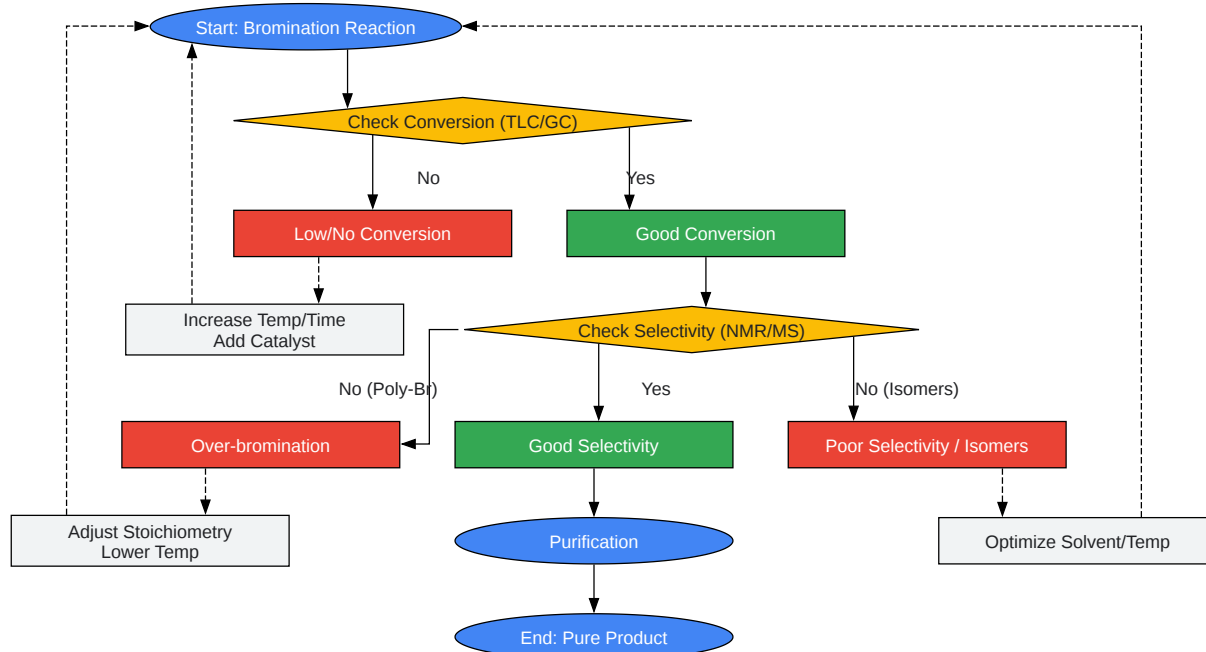 Start: Bromination Reaction
Check Conversion (TLC/GC)
No
Yes
Low/No Conversion
Good Conversion
Increase Temp/Time
Add Catalyst
Check Selectivity (NMR/MS)
No (Poly-Br)
Yes
No (Isomers)
Over-bromination
Good Selectivity
Poor Selectivity / Isomers
Adjust Stoichiometry
Lower Temp
Purification
Optimize Solvent/Temp
End: Pure Product